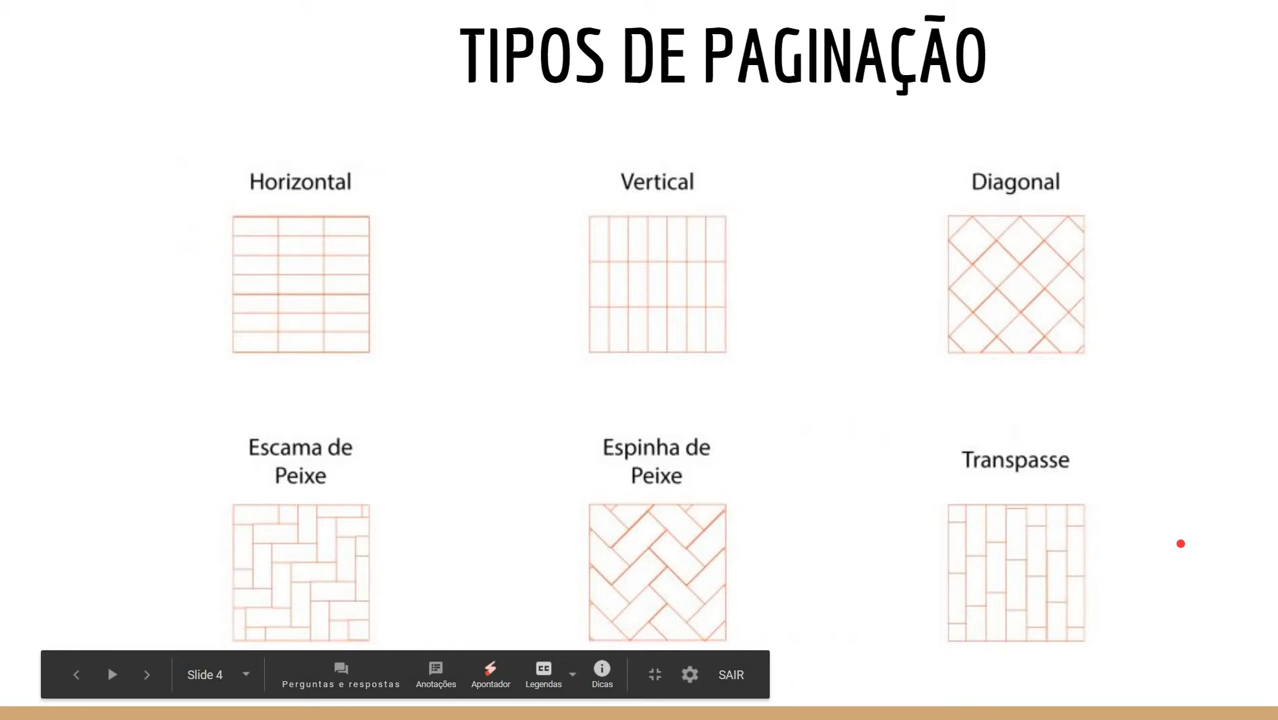 TIPOS DE PAGINAÇÃO
Horizontal
Vertical
Diagonal
Escama de
Peixe
Espinha de
Peixe
Transpasse
Slide 4
Perguntas e respostas
Anotações
Apontador
CC
Legendas
Dicas
SAIR